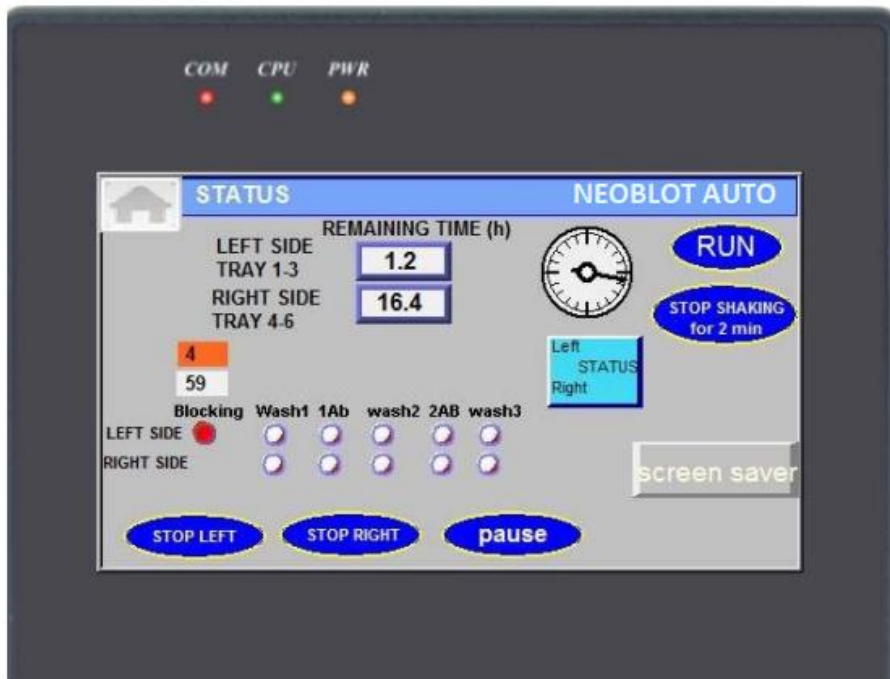 COM CPU PWR
STATUS NEOBLOT AUTO
REMAINING TIME (h)
LEFT SIDE
TRAY 1-3
1.2
RIGHT SIDE
TRAY 4-6
16.4
RUN
STOP SHAKING
for 2 min
4
59
Left
STATUS
Right
Blocking Wash1 1Ab wash2 2AB wash3
LEFT SIDE
RIGHT SIDE
screen saver
STOP LEFT STOP RIGHT pause